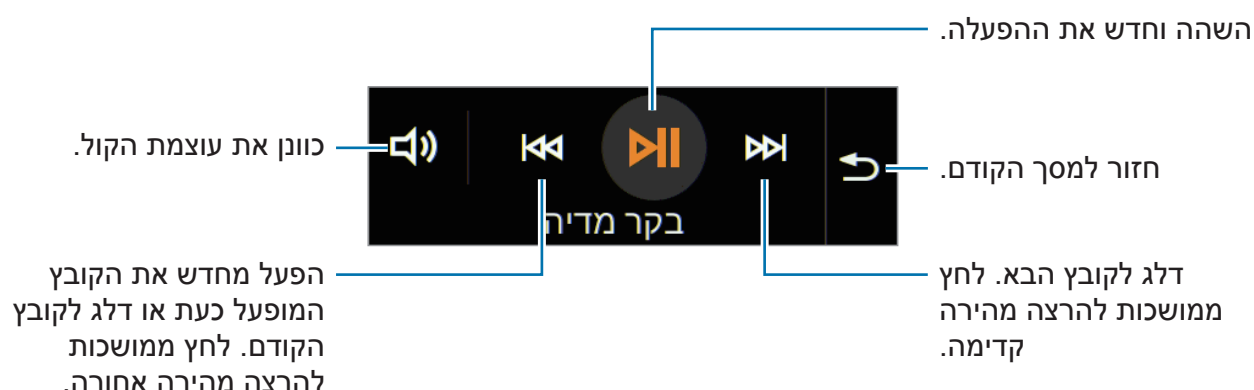 השהה וחדש את ההפעלה.
כוונן את עוצמת הקול.
חזור למסך הקודם.
בקר מדיה
דלג לקובץ הבא. לחץ
ממושכות להרצה מהירה
קדימה.
הפעל מחדש את הקובץ
המופעל כעת או דלג לקובץ
הקודם. לחץ ממושכות
להרצה מהירה אחורה.